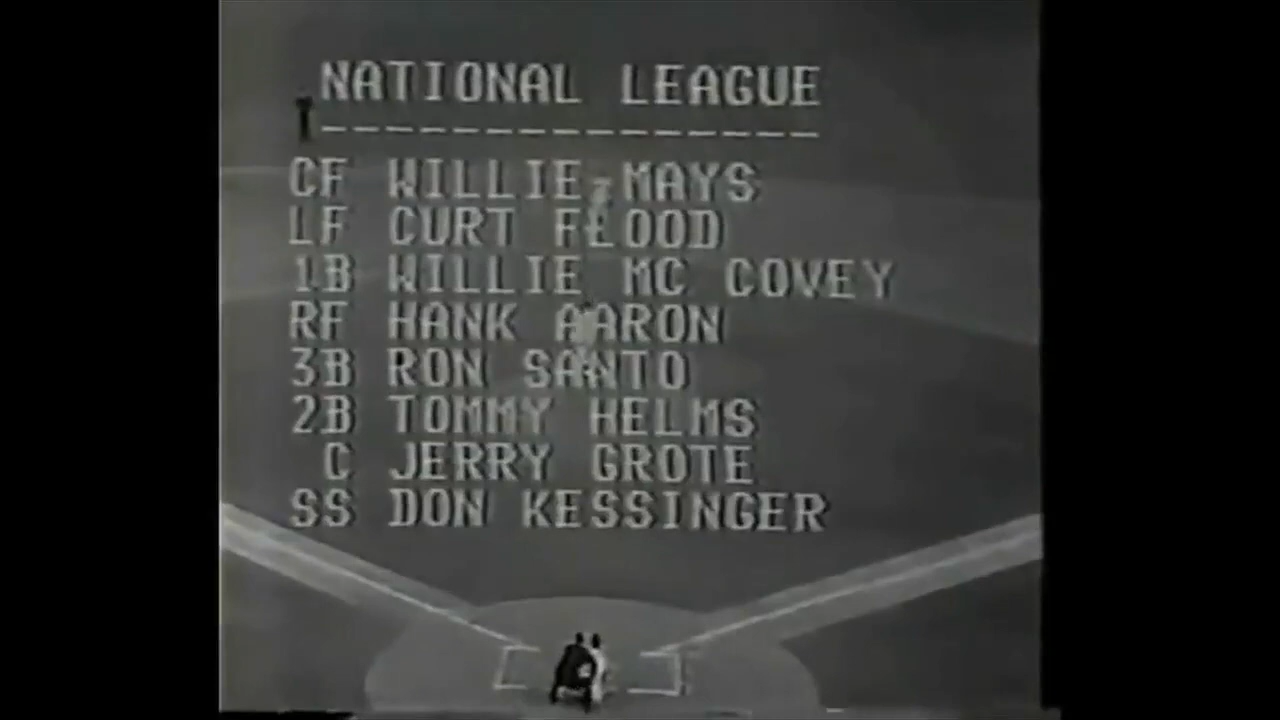 NATIONAL LEAGUE
CF WILLIE MAYS
LF CURT FLOOD
1B WILLIE MC COVEY
RF HANK AARON
3B RON SANTO
2B TOMMY HELMS
C JERRY GROTE
SS DON KESSINGER